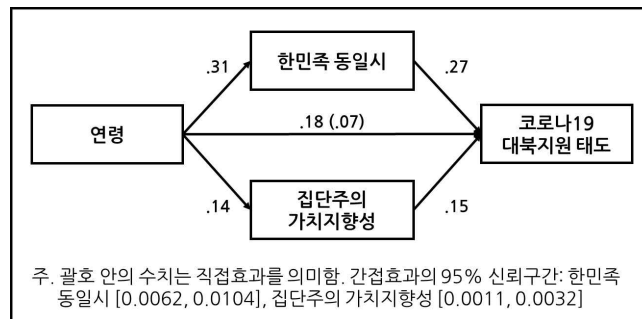 한민족 동일시
.31
.27
연령
.18 (.07)
코로나19
대북지원 태도
.14
집단주의
가치지향성
.15
주. 괄호 안의 수치는 직접효과를 의미함. 간접효과의 95% 신뢰구간: 한민족
동일시 [0.0062, 0.0104], 집단주의 가치지향성 [0.0011, 0.0032]